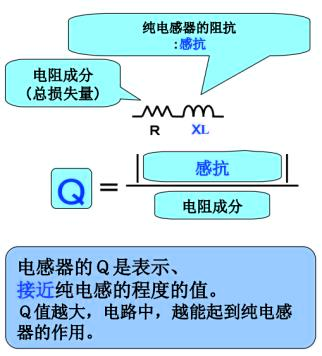 纯电感器的阻抗
:感抗
电阻成分
（总损失量）
R XL
Q = |感抗|
电阻成分
电感器的Q是表示、
接近纯电感的程度的值。
Q值越大，电路中，越能起到纯电感
器的作用。